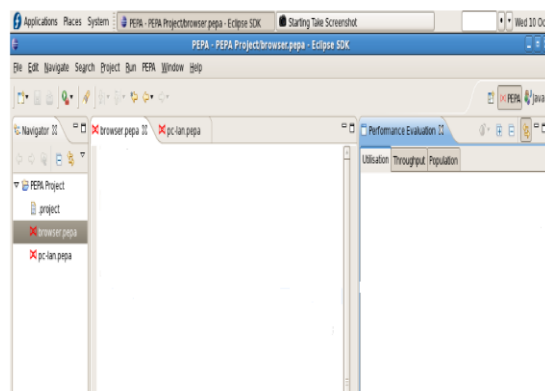 Applications Places System PEPA - PEPA Project/browser.pepa - Eclipse SDK Starting Take Screenshot Wed 10 Oc
PEPA - PEPA Project/browser.pepa - Eclipse SDK
File Edit Navigate Search Project Run PEPA Window Help
PEPA Java
Navigator browser.pepa pc-lan.pepa Performance Evaluation
Utilisation Throughput Population
PEPA Project
.project
browser.pepa
pc-lan.pepa